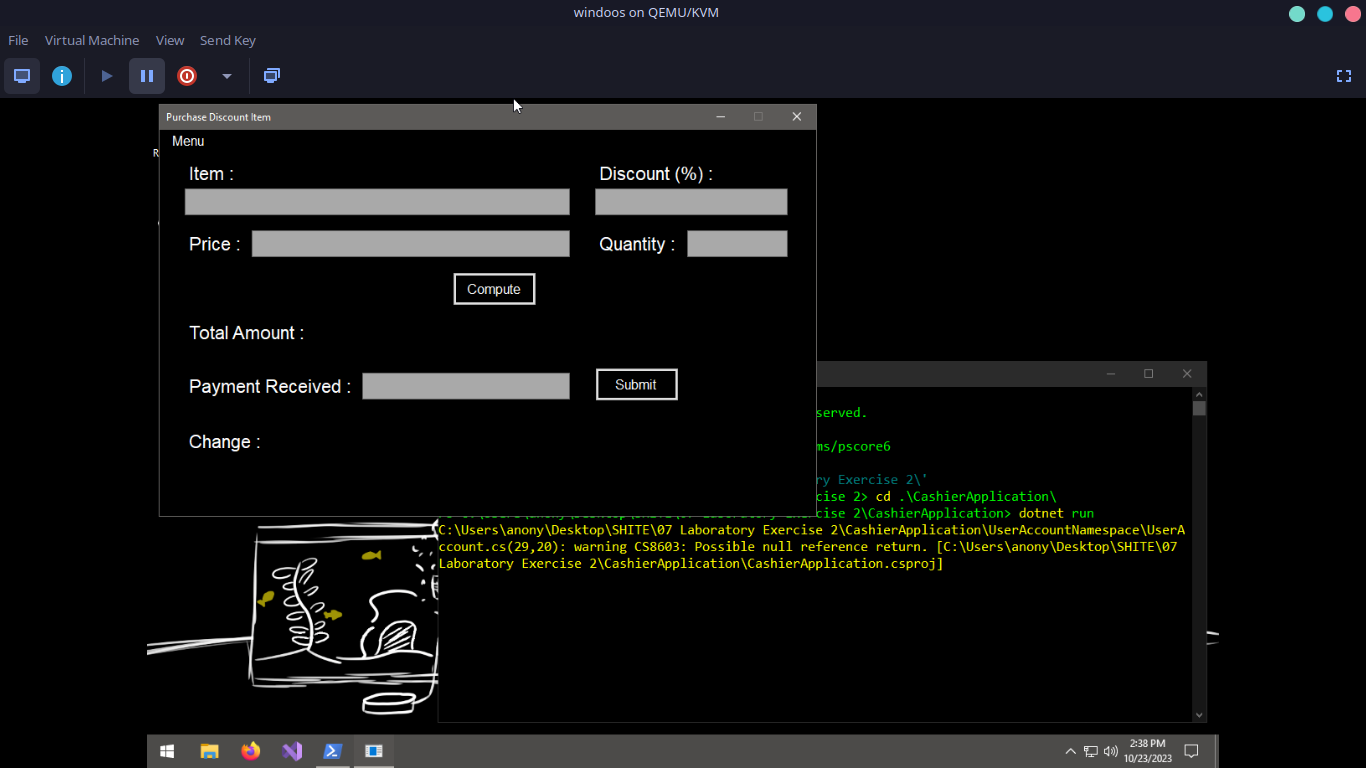 windoos on QEMU/KVM
File Virtual Machine View Send Key
Purchase Discount Item
Menu
R
Item :
Discount (%) :
Price :
Quantity :
Compute
Total Amount :
Payment Received :
Submit
Change :
served.
ms/pscore6
ry Exercise 2\'
cise 2> cd .\CashierApplication\
cise 2\CashierApplication> dotnet run
C:\Users\anony\Desktop\SHITE\07 Laboratory Exercise 2\CashierApplication\UserAccountNamespace\UserA
ccount.cs(29,20): warning CS8603: Possible null reference return. [C:\Users\anony\Desktop\SHITE\07
Laboratory Exercise 2\CashierApplication\CashierApplication.csproj]
2:38 PM
10/23/2023